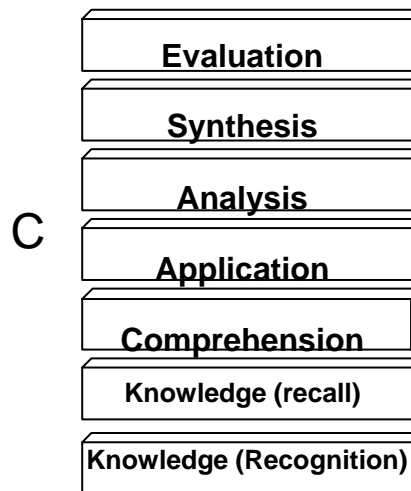 Evaluation
Synthesis
Analysis
C
Application
Comprehension
Knowledge (recall)
Knowledge (Recognition)